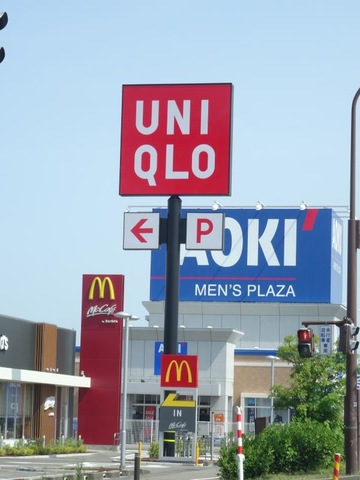 UNI
QLO
P
AOKI
MEN'S PLAZA
McCafé
IN